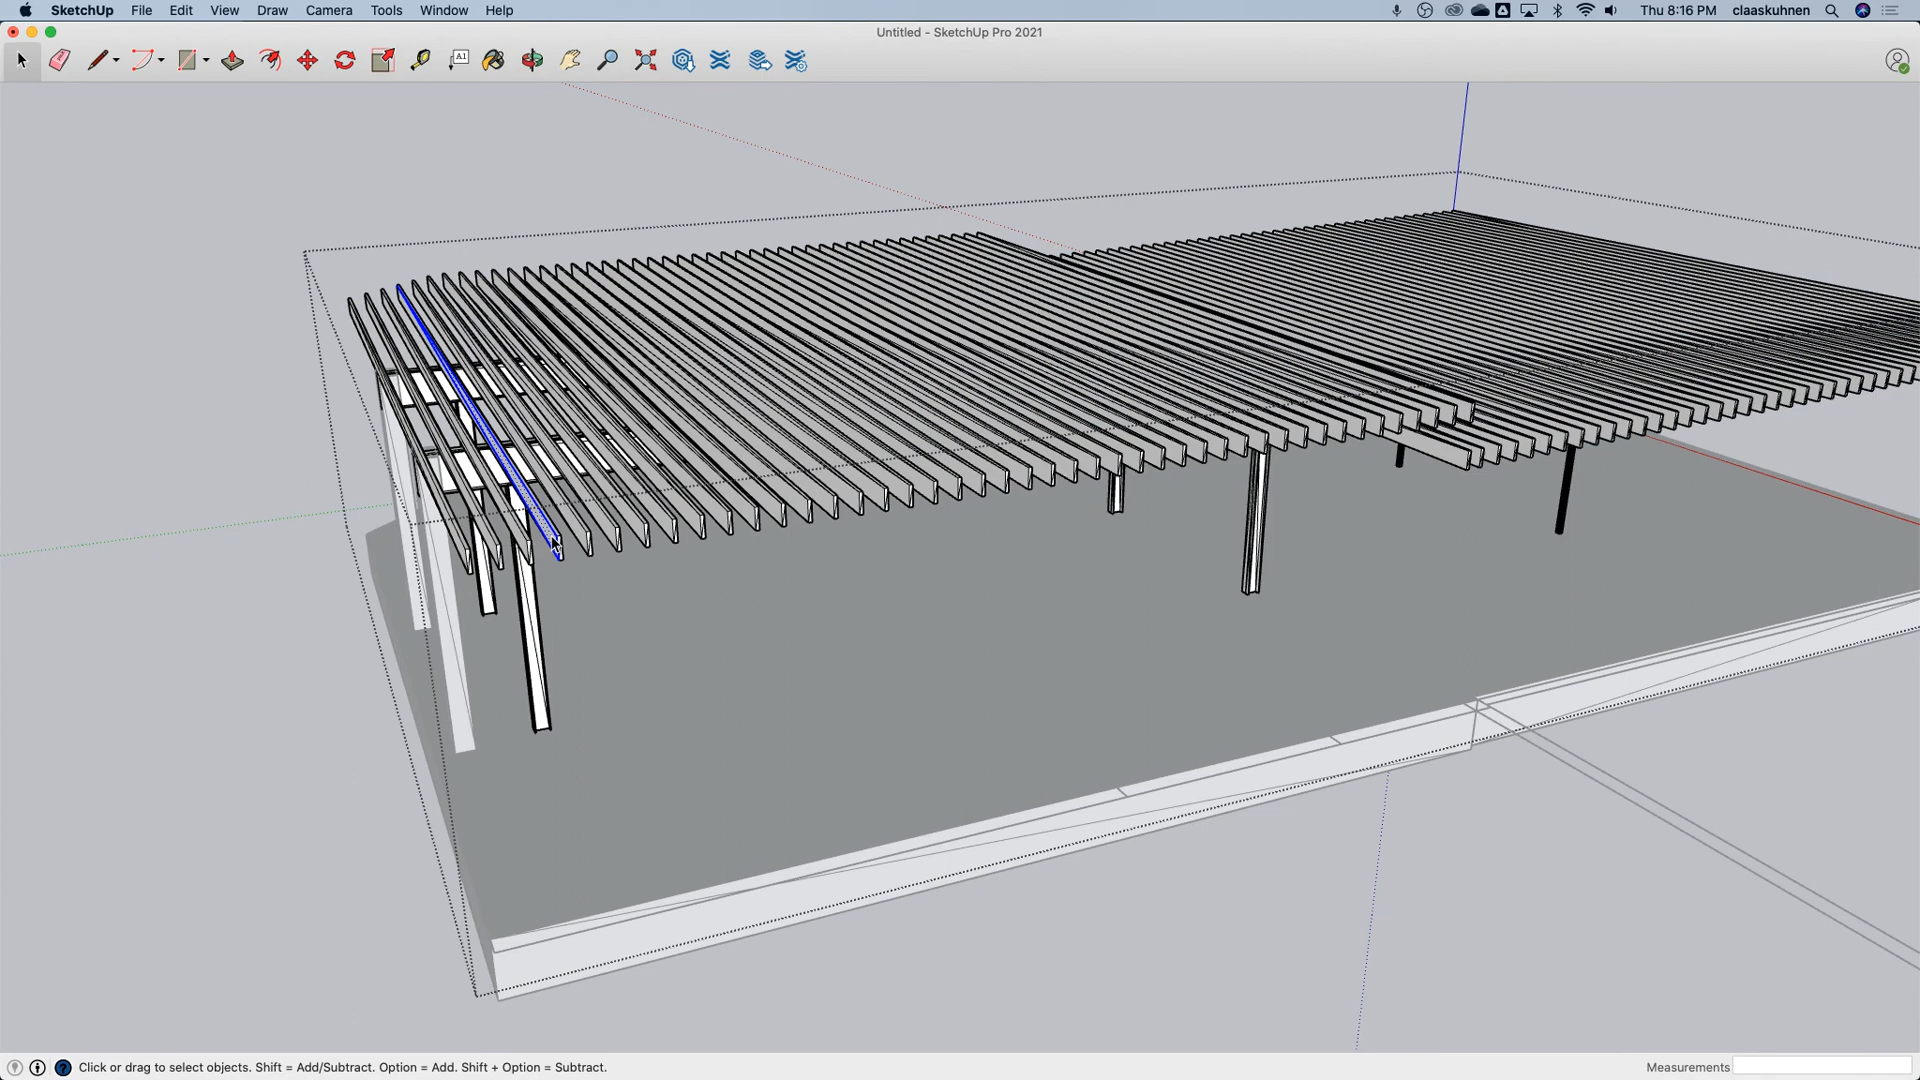 SketchUp File Edit View Draw Camera Tools Window Help Thu 8:16 PM claaskuhnen
Untitled - SketchUp Pro 2021
A1
Click or drag to select objects. Shift = Add/Subtract. Option = Add. Shift + Option = Subtract. Measurements